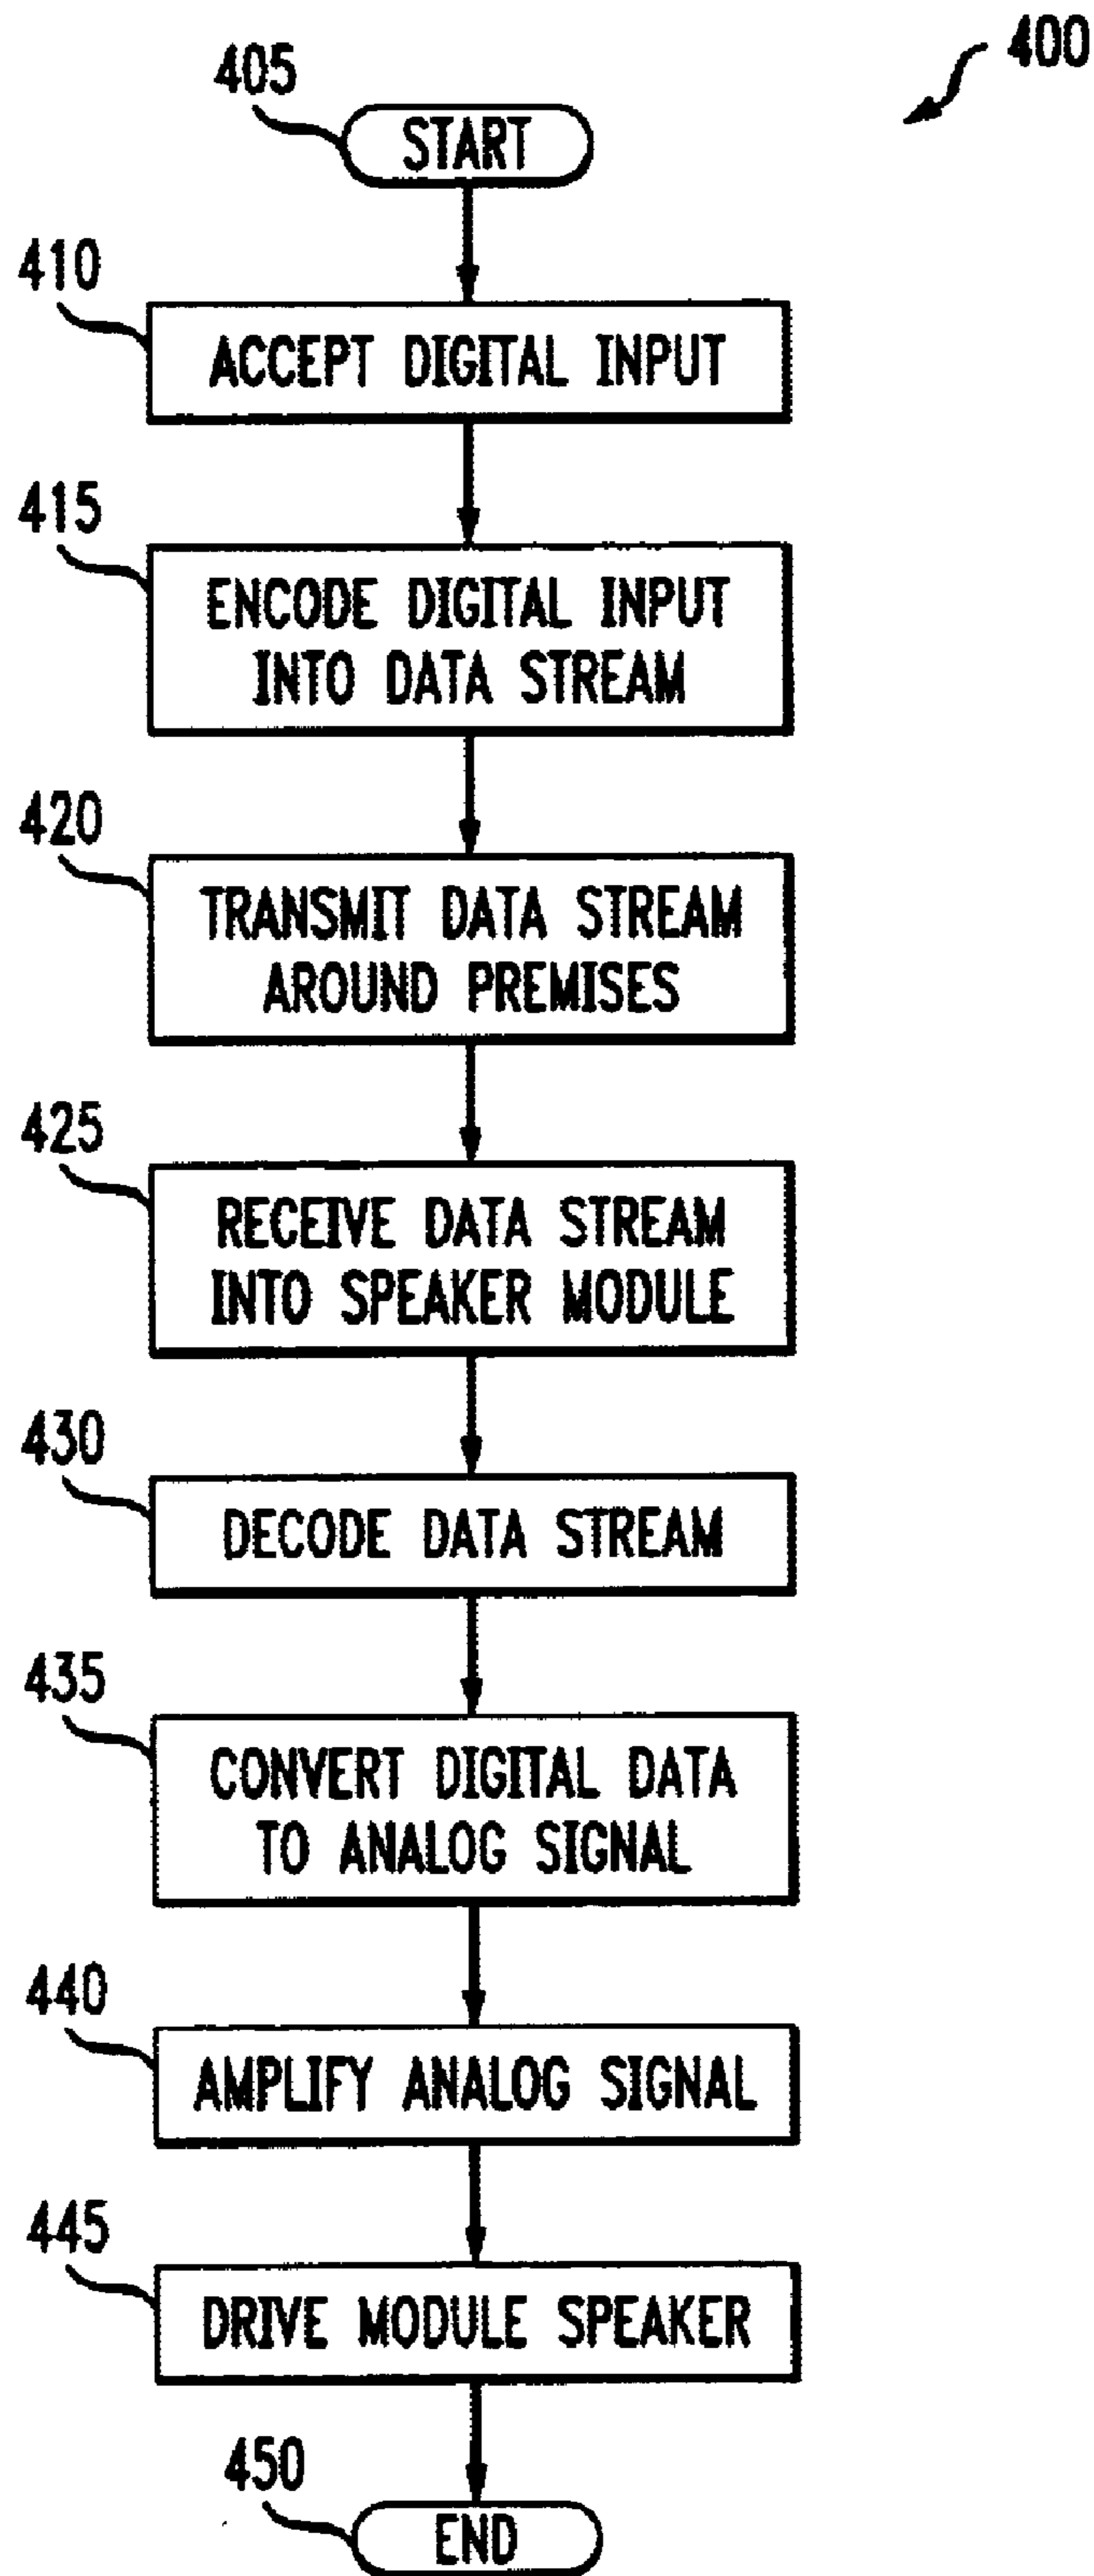 400
405
START
410
ACCEPT DIGITAL INPUT
415
ENCODE DIGITAL INPUT
INTO DATA STREAM
420
TRANSMIT DATA STREAM
AROUND PREMISES
425
RECEIVE DATA STREAM
INTO SPEAKER MODULE
430
DECODE DATA STREAM
435
CONVERT DIGITAL DATA
TO ANALOG SIGNAL
440
AMPLIFY ANALOG SIGNAL
445
DRIVE MODULE SPEAKER
450
END